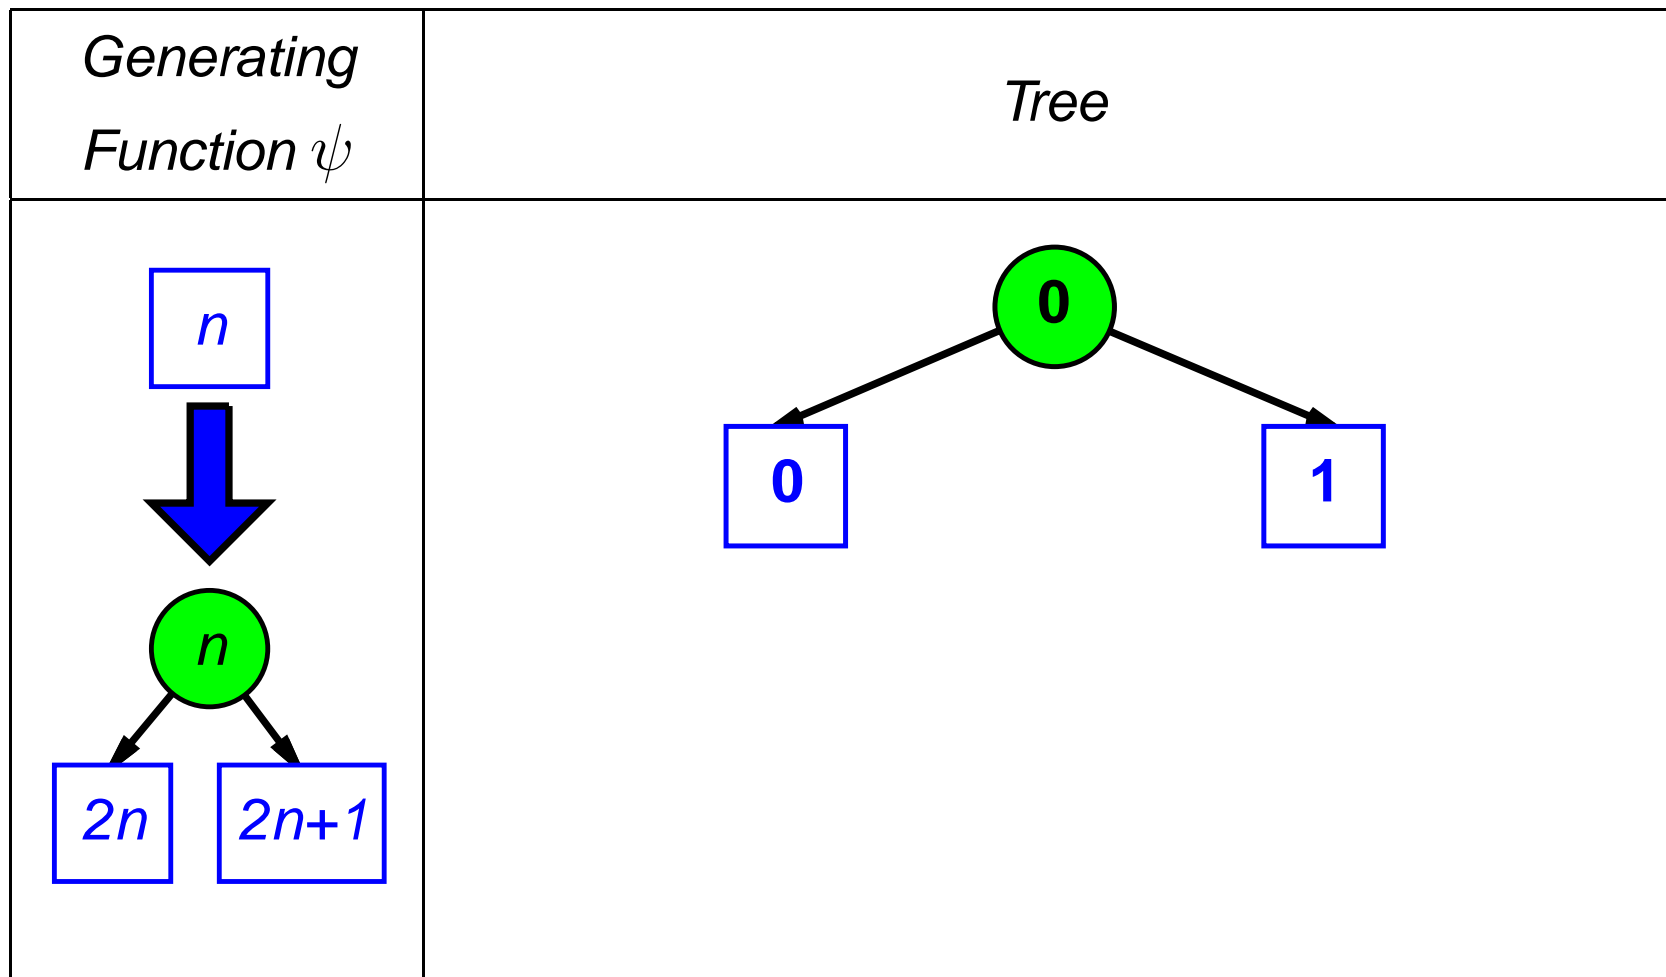 Generating
Function ψ
Tree
n
n
2n
2n+1
0
0
1